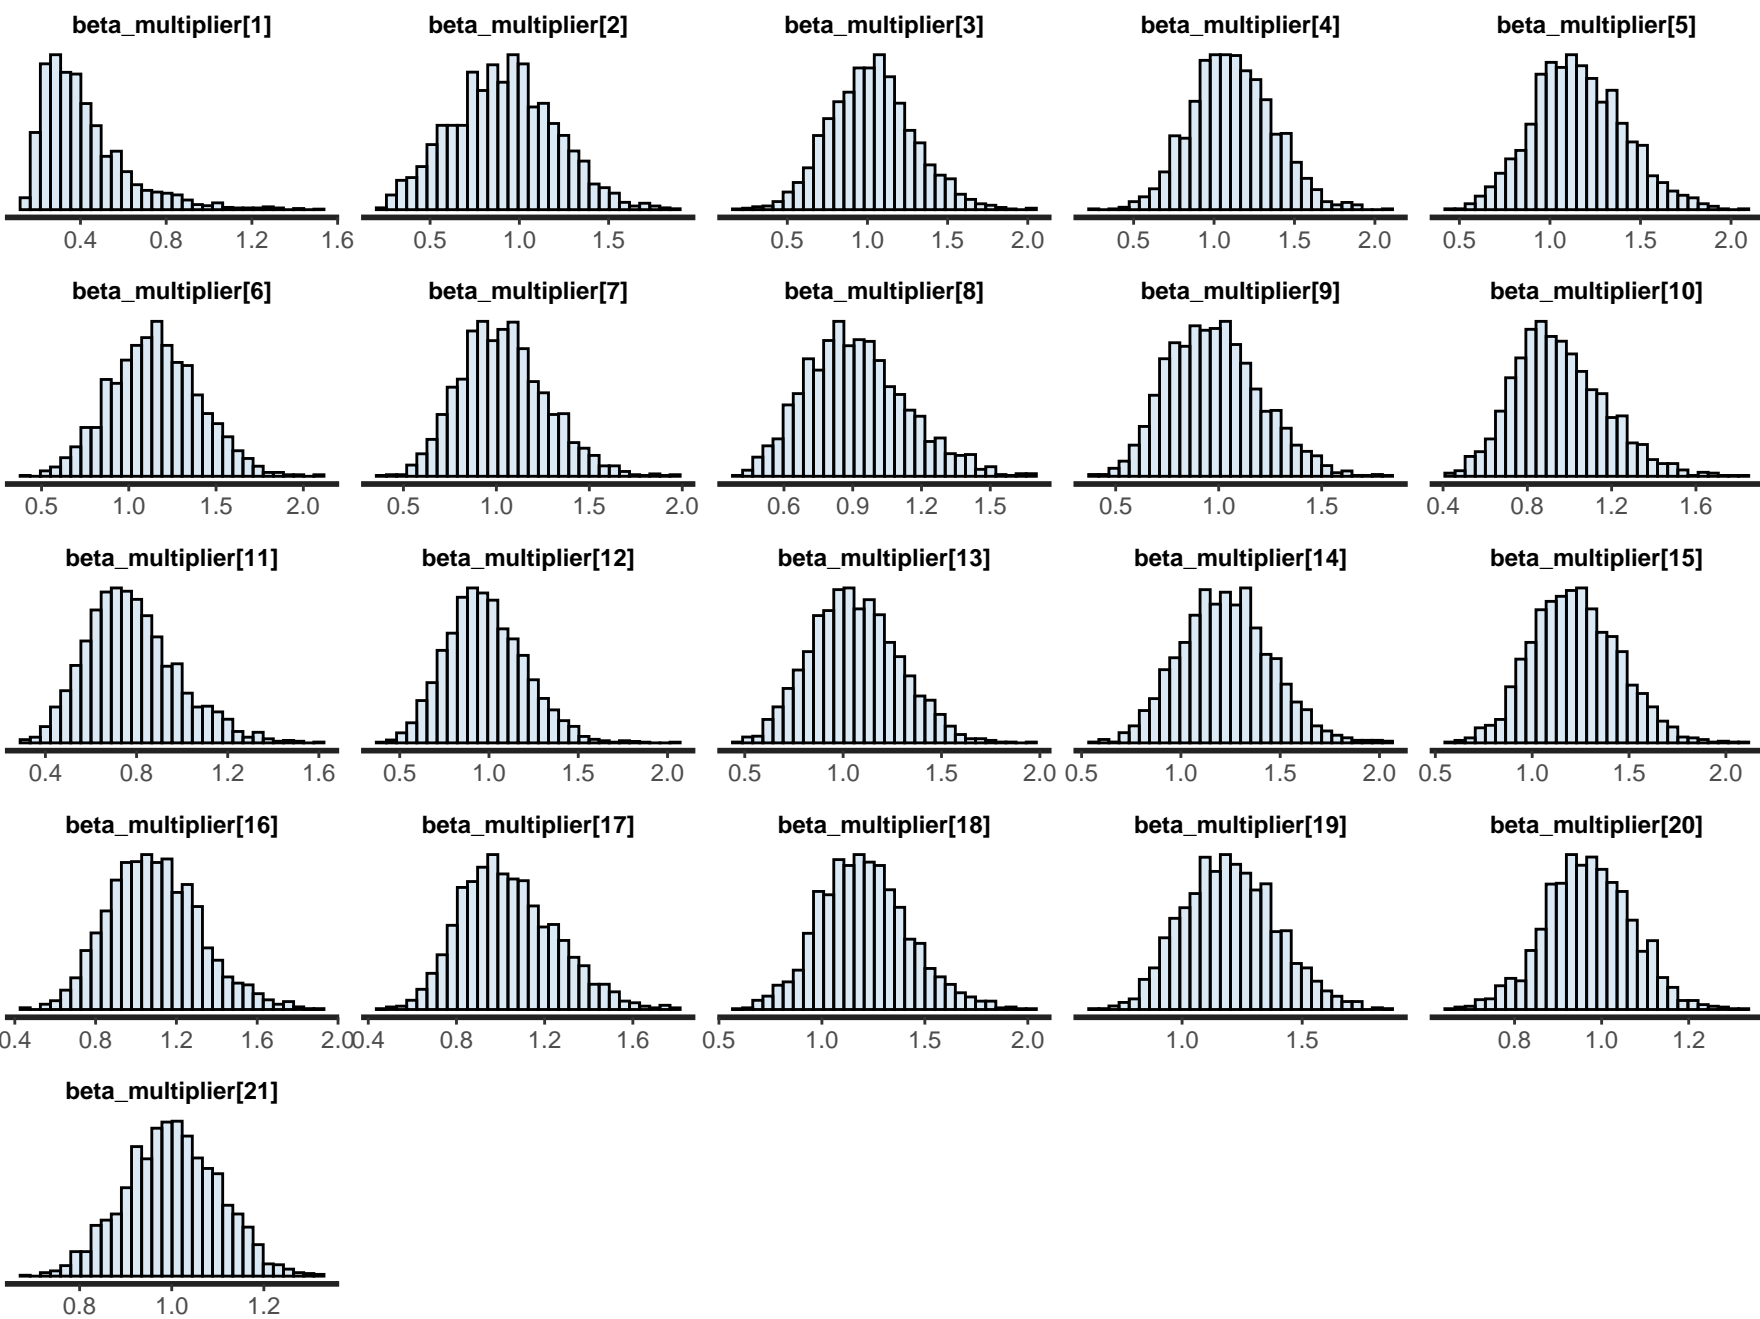 beta_multiplier[1] beta_multiplier[2] beta_multiplier[3] beta_multiplier[4] beta_multiplier[5]
0.4 0.8 1.2 1.6 0.5 1.0 1.5 0.5 1.0 1.5 2.0 0.5 1.0 1.5 2.0 0.5 1.0 1.5 2.0
beta_multiplier[6] beta_multiplier[7] beta_multiplier[8] beta_multiplier[9] beta_multiplier[10]
0.5 1.0 1.5 2.0 0.5 1.0 1.5 2.0 0.6 0.9 1.2 1.5 0.5 1.0 1.5 0.4 0.8 1.2 1.6
beta_multiplier[11] beta_multiplier[12] beta_multiplier[13] beta_multiplier[14] beta_multiplier[15]
0.4 0.8 1.2 1.6 0.5 1.0 1.5 2.0 0.5 1.0 1.5 2.0 0.5 1.0 1.5 2.0 0.5 1.0 1.5 2.0
beta_multiplier[16] beta_multiplier[17] beta_multiplier[18] beta_multiplier[19] beta_multiplier[20]
0.4 0.8 1.2 1.6 2.0 0.4 0.8 1.2 1.6 0.5 1.0 1.5 2.0 1.0 1.5 0.8 1.0 1.2
beta_multiplier[21]
0.8 1.0 1.2